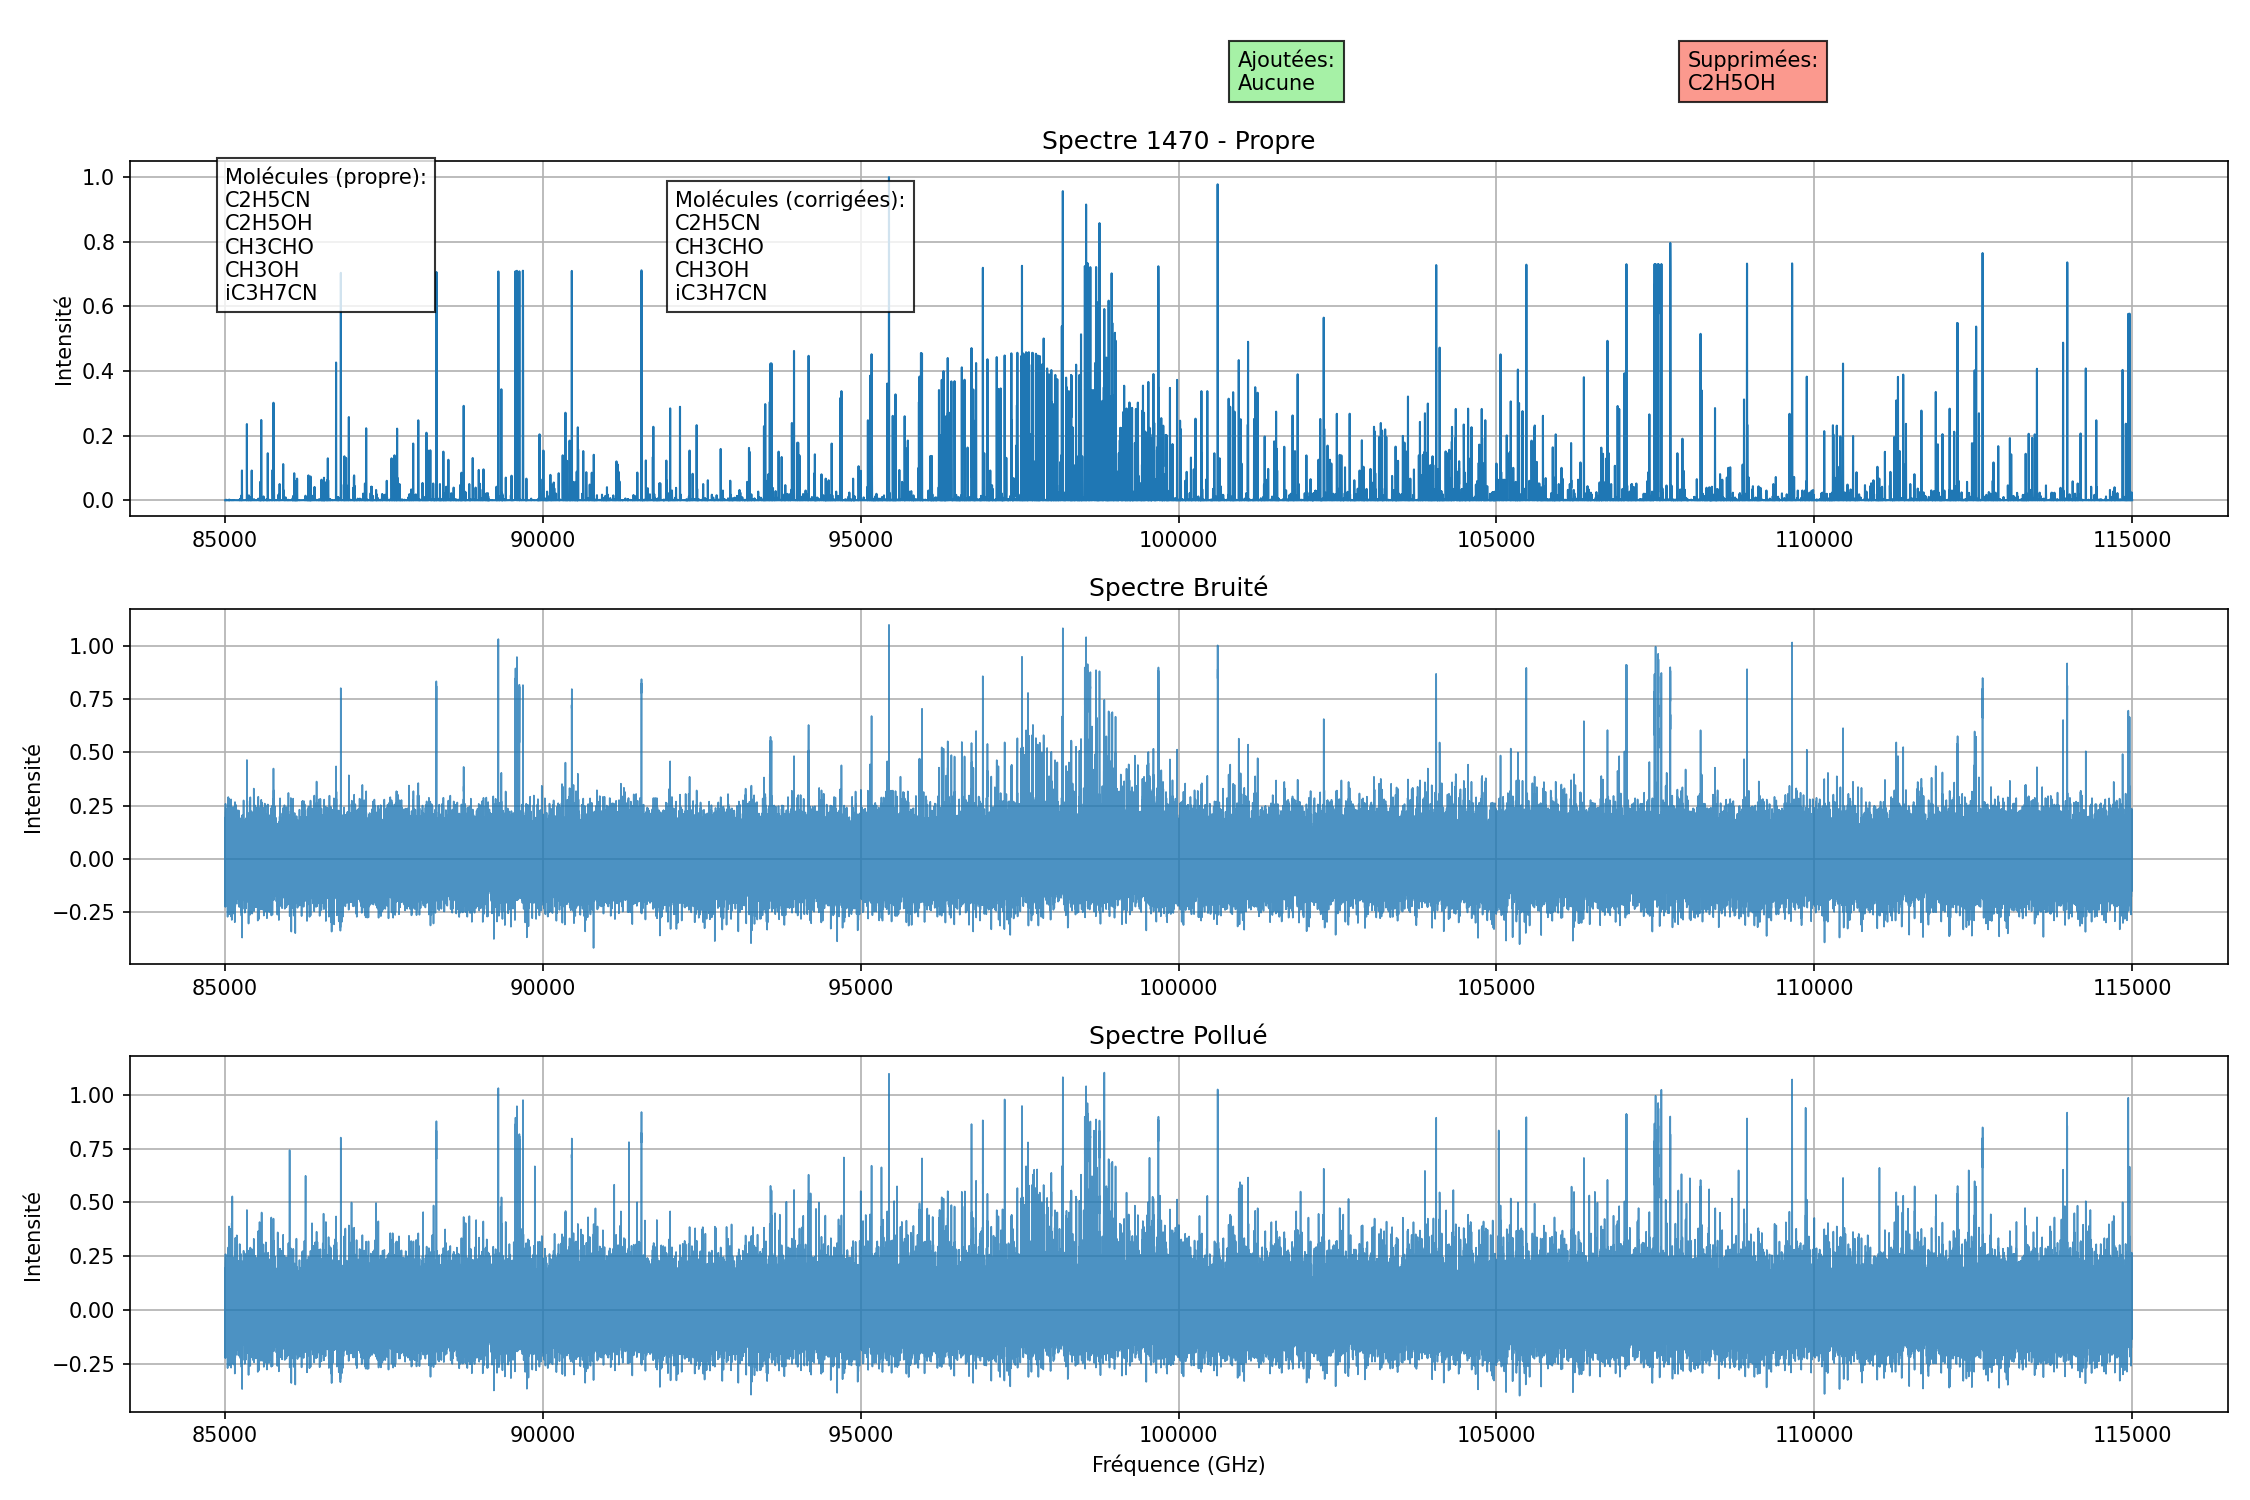 Ajoutées:
Aucune
Supprimées:
C2H5OH
Spectre 1470 - Propre
Molécules (propre):
C2H5CN
C2H5OH
CH3CHO
CH3OH
iC3H7CN
Molécules (corrigées):
C2H5CN
CH3CHO
CH3OH
iC3H7CN
Intensité
1.0
0.8
0.6
0.4
0.2
0.0
85000 90000 95000 100000 105000 110000 115000
Spectre Bruité
Intensité
1.00
0.75
0.50
0.25
0.00
−0.25
85000 90000 95000 100000 105000 110000 115000
Spectre Pollué
Intensité
1.00
0.75
0.50
0.25
0.00
−0.25
85000 90000 95000 100000 105000 110000 115000
Fréquence (GHz)